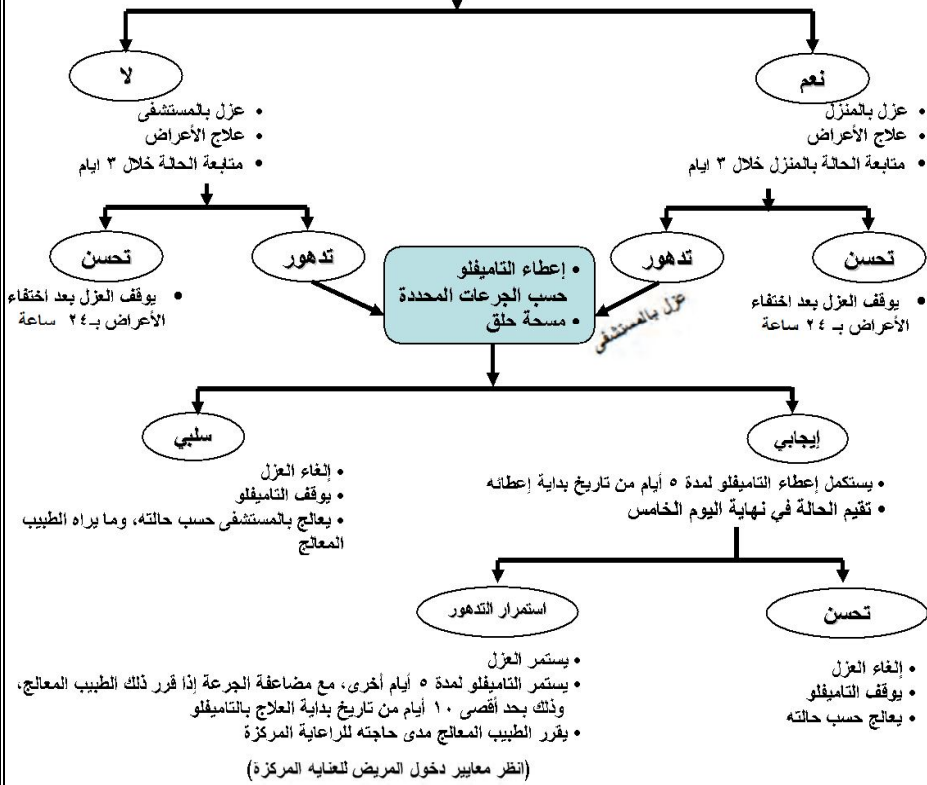 نعم
لا
• عزل بالمنزل
• علاج الأعراض
• متابعة الحالة بالمنزل خلال ٣ ايام
• عزل بالمستشفى
• علاج الأعراض
• متابعة الحالة خلال ٣ ايام
تحسن
تدهور
تدهور
تحسن
• يوقف العزل بعد اختفاء
الأعراض بـ ٢٤ ساعة
عزل بالمستشفى
• إعطاء التاميفلو
حسب الجرعات المحددة
• مسحة حلق
• يوقف العزل بعد اختفاء
الأعراض بـ ٢٤ ساعة
إيجابي
سلبي
• يستكمل إعطاء التاميفلو لمدة ٥ أيام من تاريخ بداية إعطائه
• تقيم الحالة في نهاية اليوم الخامس
• إلغاء العزل
• يوقف التاميفلو
• يعالج بالمستشفى حسب حالته، وما يراه الطبيب
المعالج
تحسن
استمرار التدهور
• إلغاء العزل
• يوقف التاميفلو
• يعالج حسب حالته
• يستمر العزل
• يستمر التاميفلو لمدة ٥ أيام أخرى، مع مضاعفة الجرعة إذا قرر ذلك الطبيب المعالج،
وذلك بحد أقصى ١٠ أيام من تاريخ بداية العلاج بالتاميفلو
• يقرر الطبيب المعالج مدى حاجته للراعاية المركزة
(انظر معايير دخول المريض للعنايه المركزة)